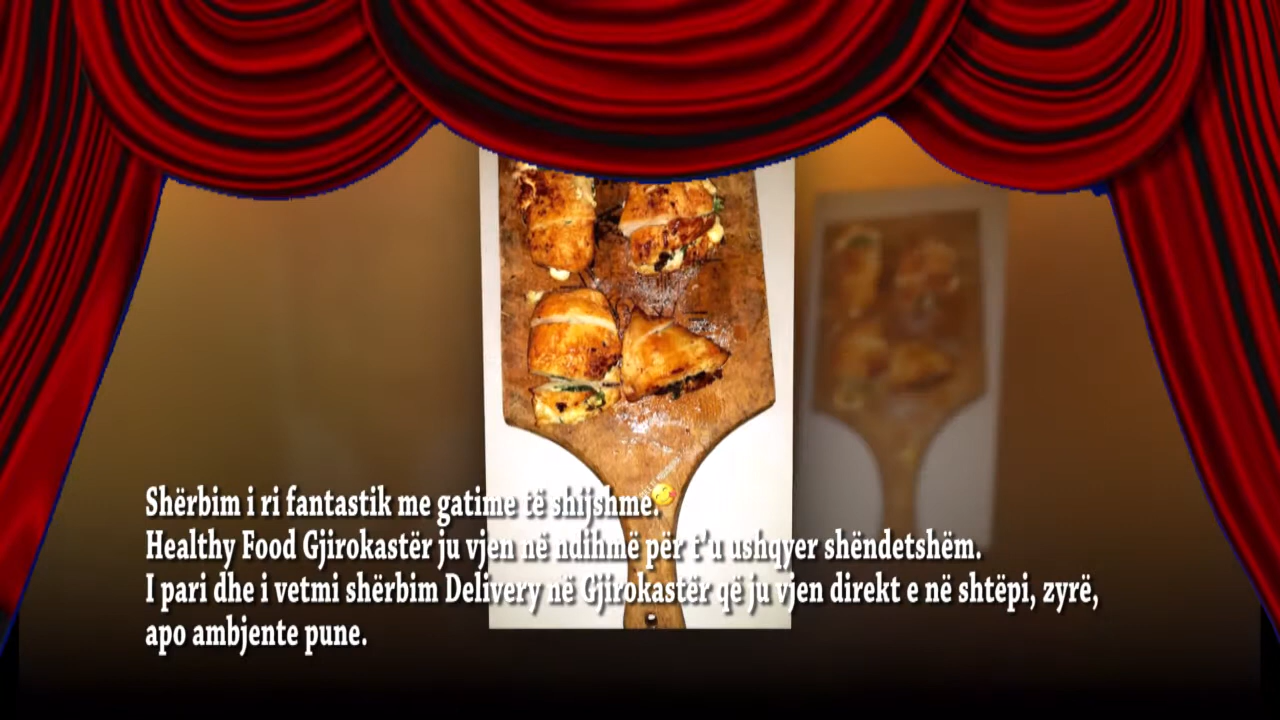 Shërbim i ri fantastik me gatime të shijshme.
Healthy Food Gjirokastër ju vjen në ndihmë për t'u ushqyer shëndetshëm.
I pari dhe i vetmi shërbim Delivery në Gjirokastër që ju vjen direkt e në shtëpi, zyrë,
apo ambjente pune.